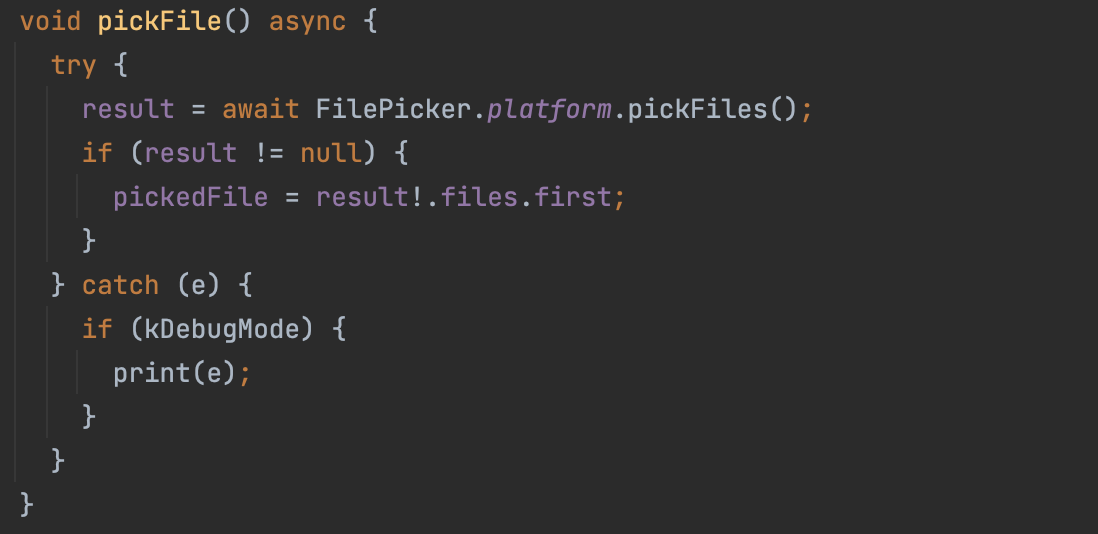 void pickFile() async {
  try {
    result = await FilePicker.platform.pickFiles();
    if (result != null) {
      pickedFile = result!.files.first;
    }
  } catch (e) {
    if (kDebugMode) {
      print(e);
    }
  }
}